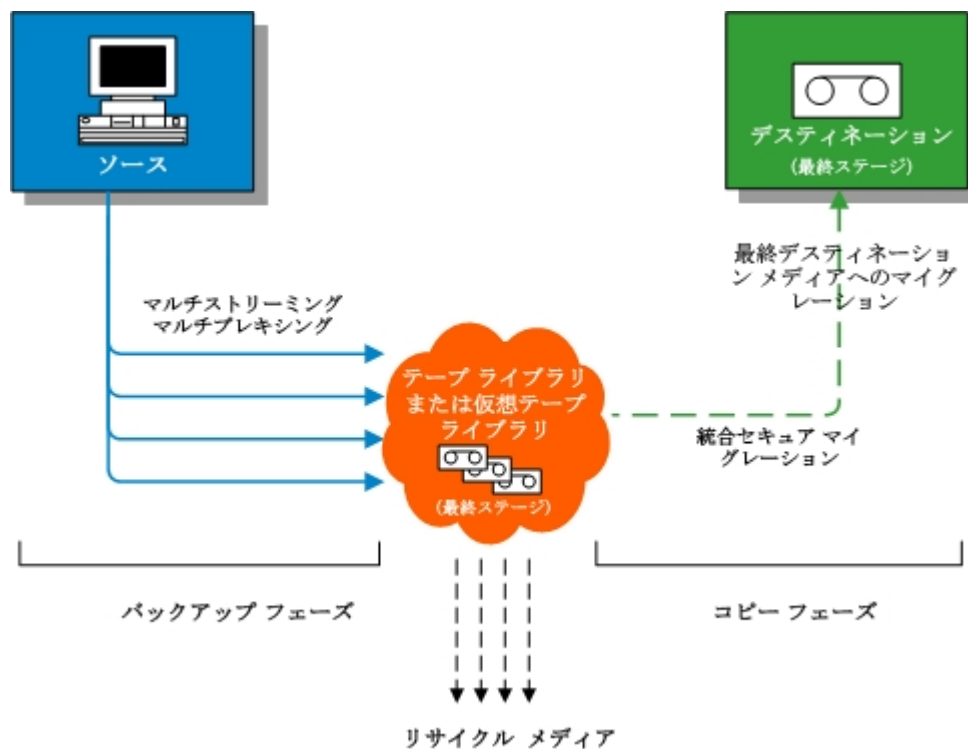 ソース
デスティネーション
(最終ステージ)
最終デスティネーショ
ン メディアへのマイグ
レーション
マルチストリーミング
マルチプレキシング
テープ ライブラリ
または仮想テープ
ライブラリ
(最終ステージ)
統合セキュア マイ
グレーション
バックアップ フェーズ
コピー フェーズ
リサイクル メディア